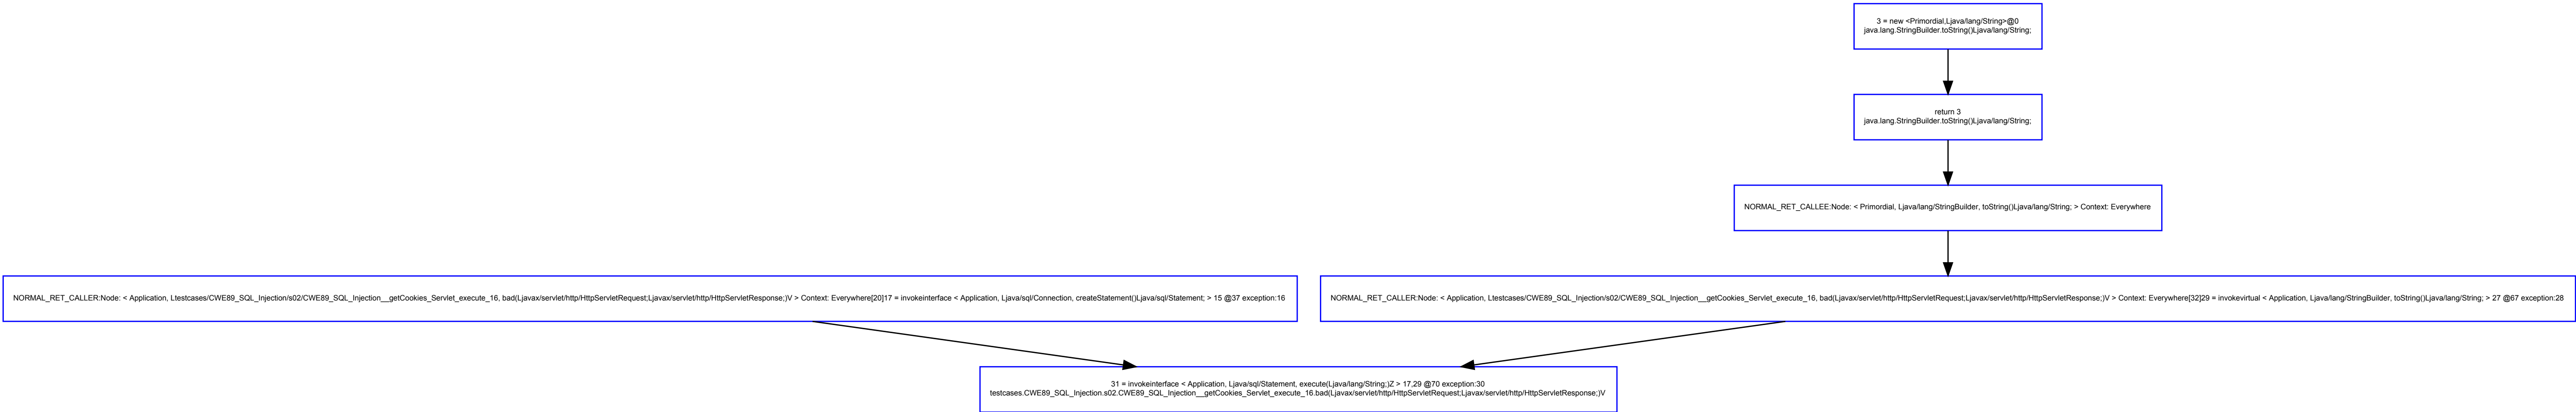 3 = new <Primordial,Ljava/lang/String>@0
java.lang.StringBuilder.toString()Ljava/lang/String;
return 3
java.lang.StringBuilder.toString()Ljava/lang/String;
NORMAL_RET_CALLEE:Node: < Primordial, Ljava/lang/StringBuilder, toString()Ljava/lang/String; > Context: Everywhere
NORMAL_RET_CALLER:Node: < Application, Ltestcases/CWE89_SQL_Injection/s02/CWE89_SQL_Injection__getCookies_Servlet_execute_16, bad(Ljavax/servlet/http/HttpServletRequest;Ljavax/servlet/http/HttpServletResponse;)V > Context: Everywhere[20]17 = invokeinterface < Application, Ljava/sql/Connection, createStatement()Ljava/sql/Statement; > 15 @37 exception:16
NORMAL_RET_CALLER:Node: < Application, Ltestcases/CWE89_SQL_Injection/s02/CWE89_SQL_Injection__getCookies_Servlet_execute_16, bad(Ljavax/servlet/http/HttpServletRequest;Ljavax/servlet/http/HttpServletResponse;)V > Context: Everywhere[32]29 = invokevirtual < Application, Ljava/lang/StringBuilder, toString()Ljava/lang/String; > 27 @67 exception:28
31 = invokeinterface < Application, Ljava/sql/Statement, execute(Ljava/lang/String;)Z > 17,29 @70 exception:30
testcases.CWE89_SQL_Injection.s02.CWE89_SQL_Injection__getCookies_Servlet_execute_16.bad(Ljavax/servlet/http/HttpServletRequest;Ljavax/servlet/http/HttpServletResponse;)V